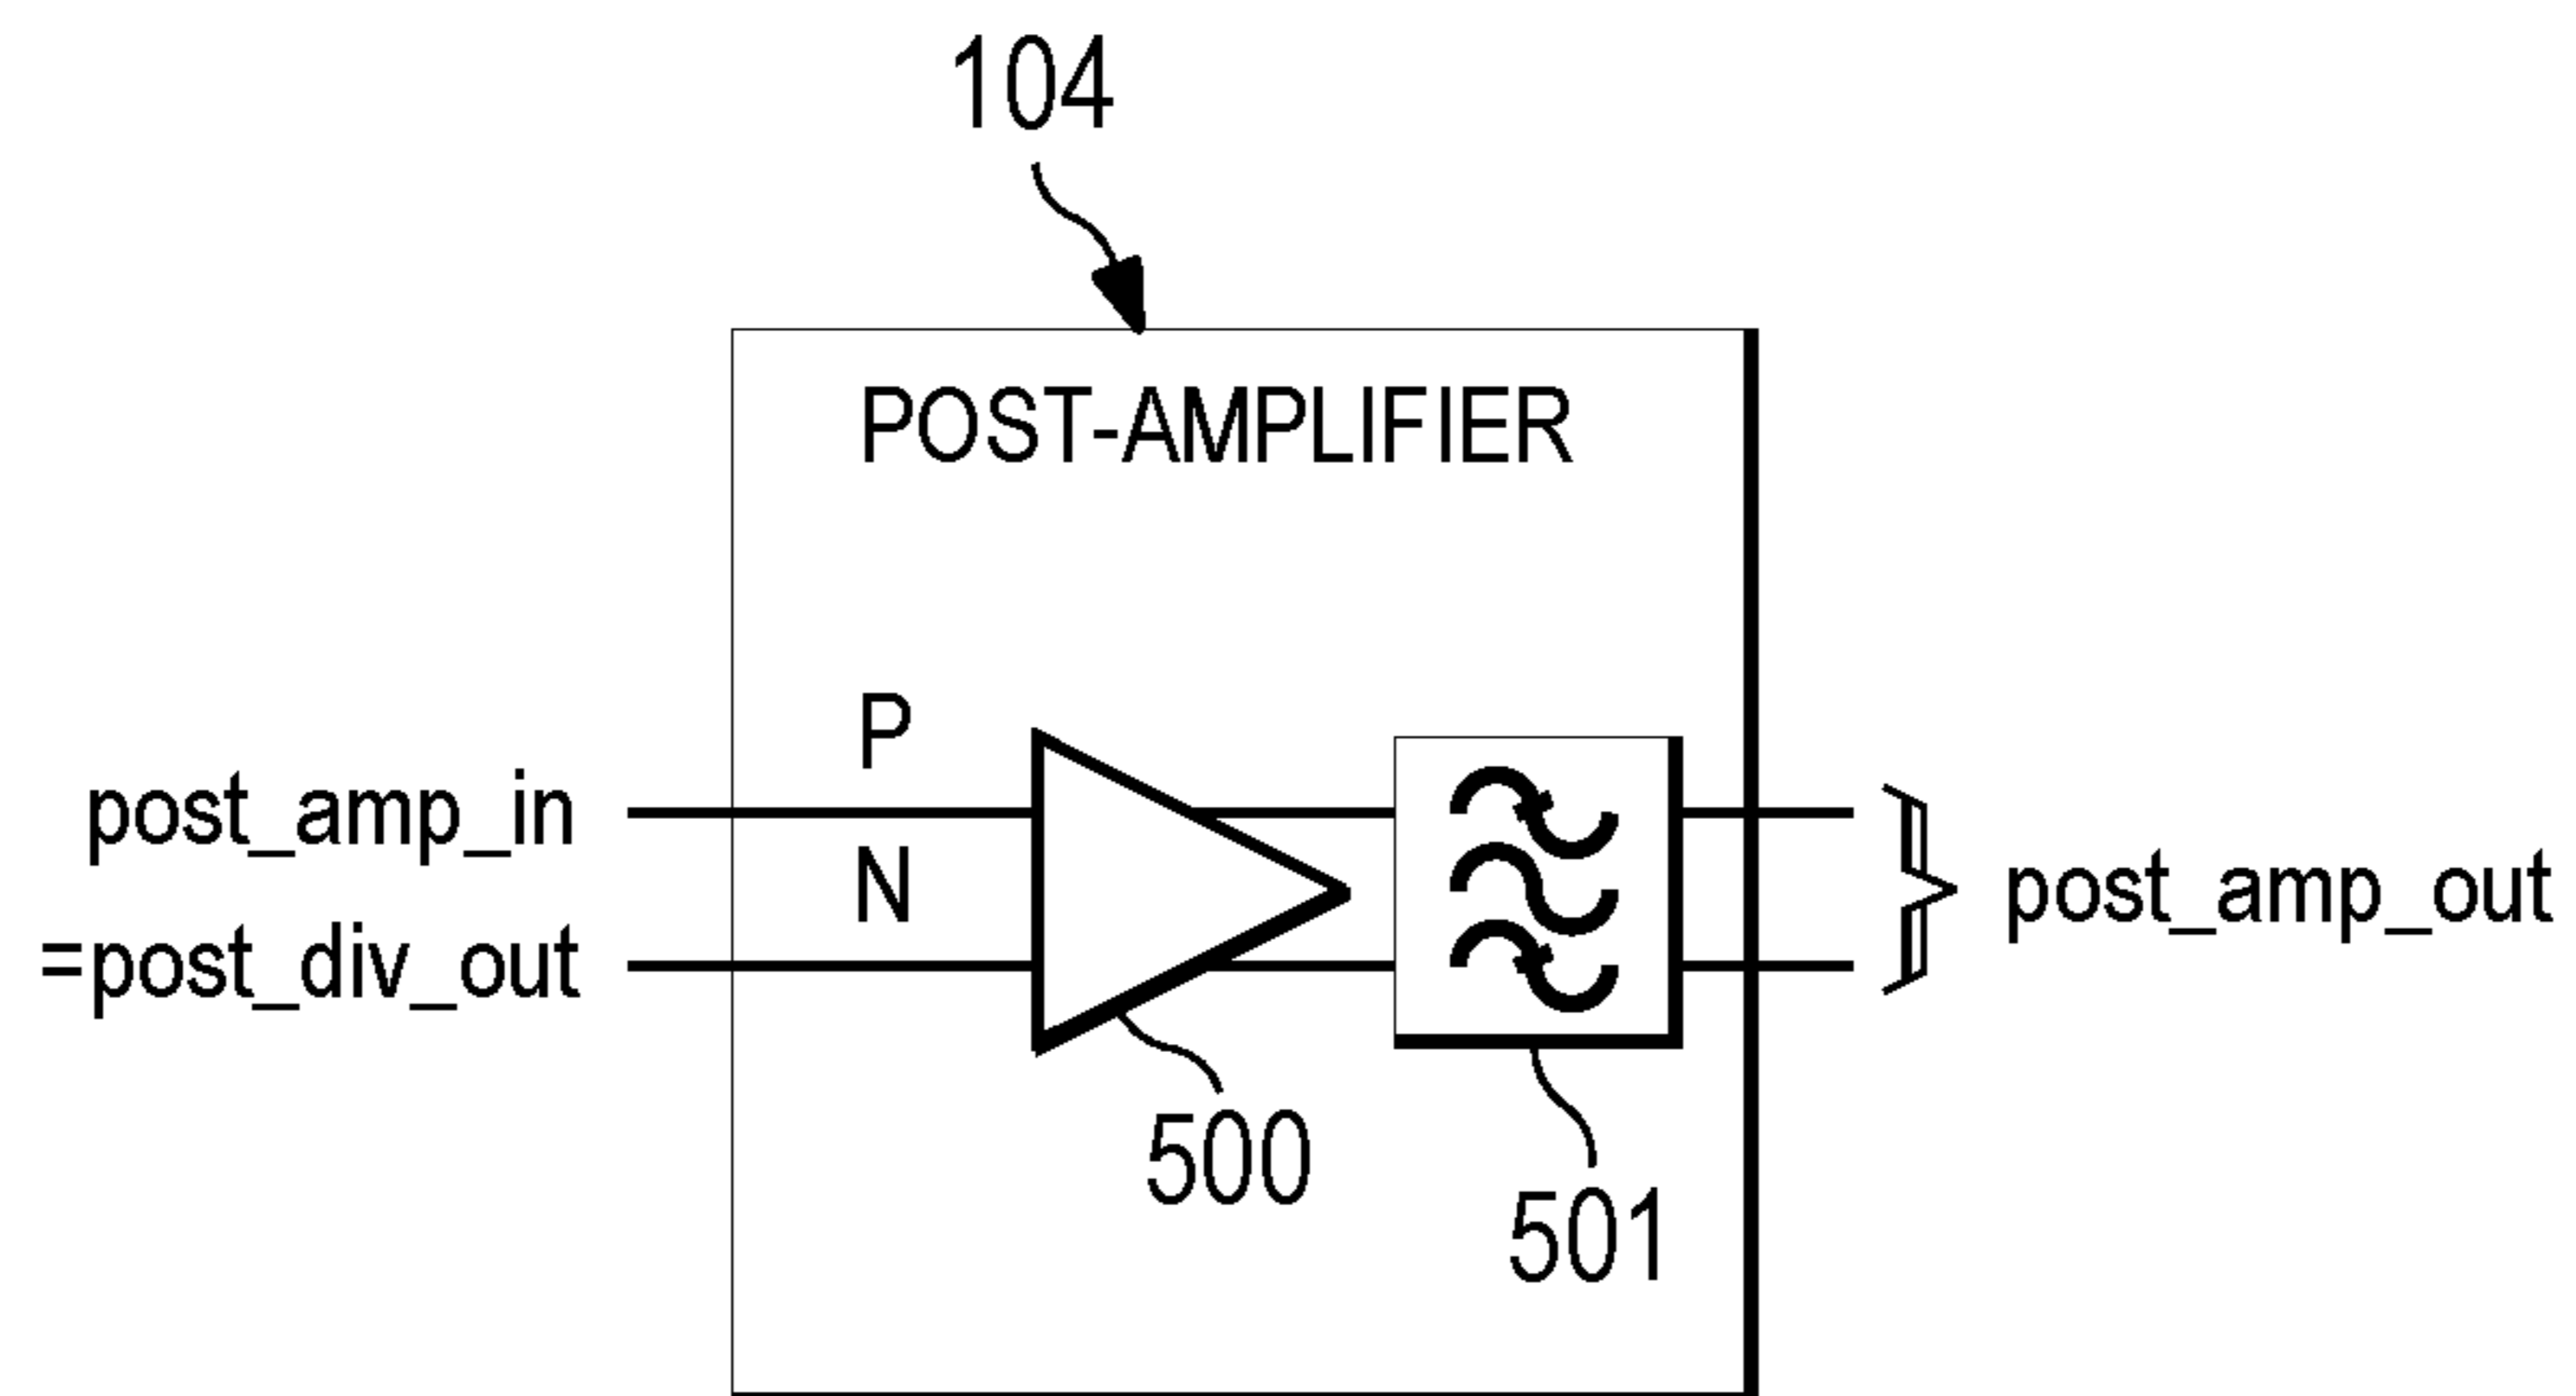 104
POST-AMPLIFIER
P
post_amp_in
N
=post_div_out
post_amp_out
500
501